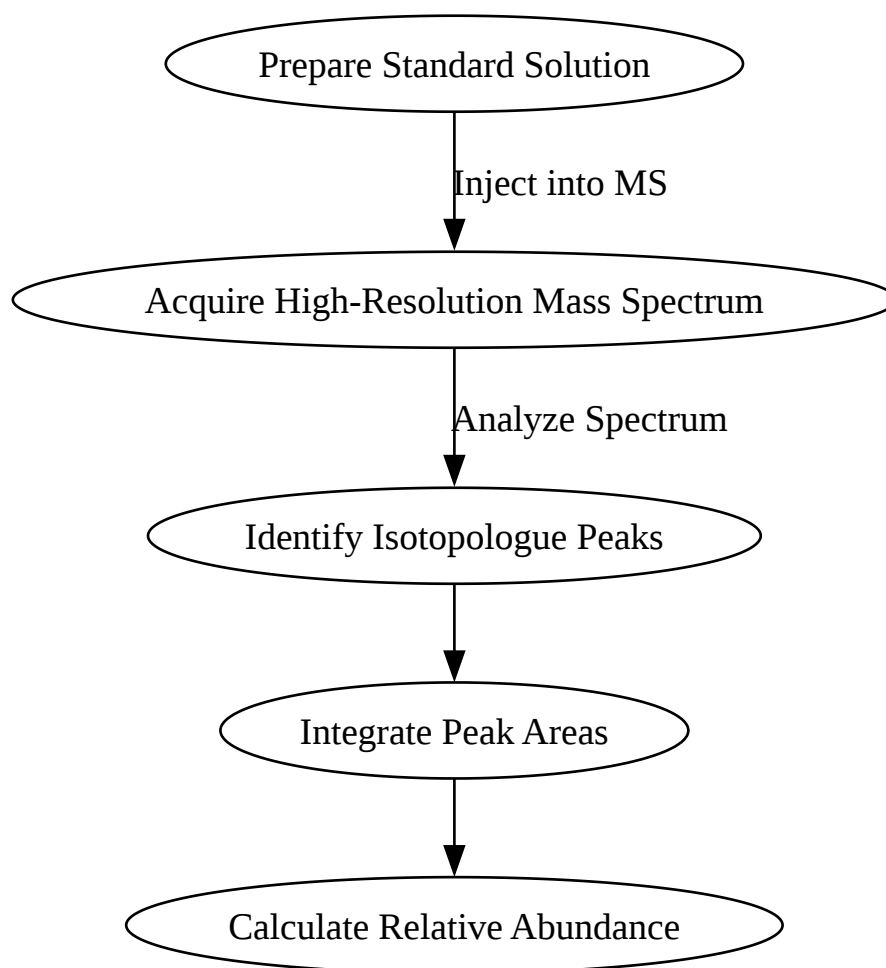 Prepare Standard Solution
Inject into MS
Acquire High-Resolution Mass Spectrum
Analyze Spectrum
Identify Isotopologue Peaks
Integrate Peak Areas
Calculate Relative Abundance